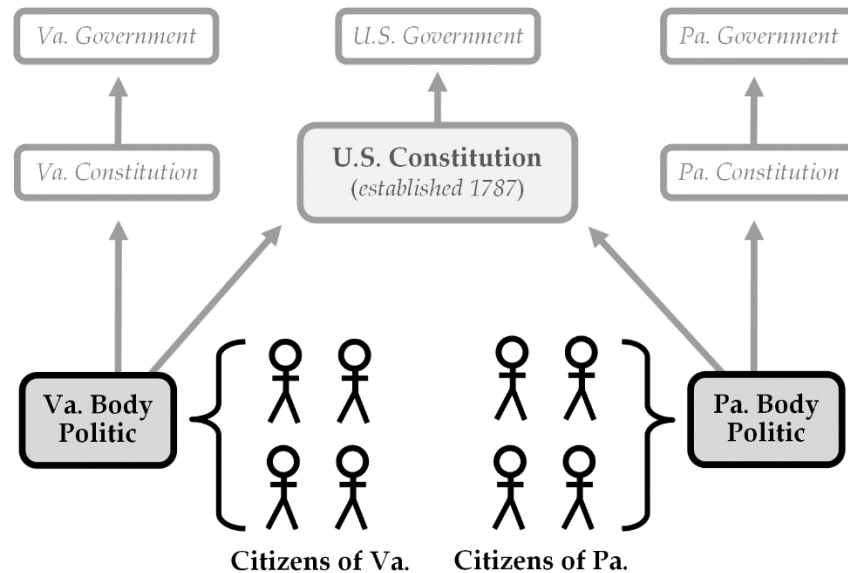 Va. Government
U.S. Government
Pa. Government
Va. Constitution
U.S. Constitution
(established 1787)
Pa. Constitution
Va. Body
Politic
Pa. Body
Politic
Citizens of Va.
Citizens of Pa.